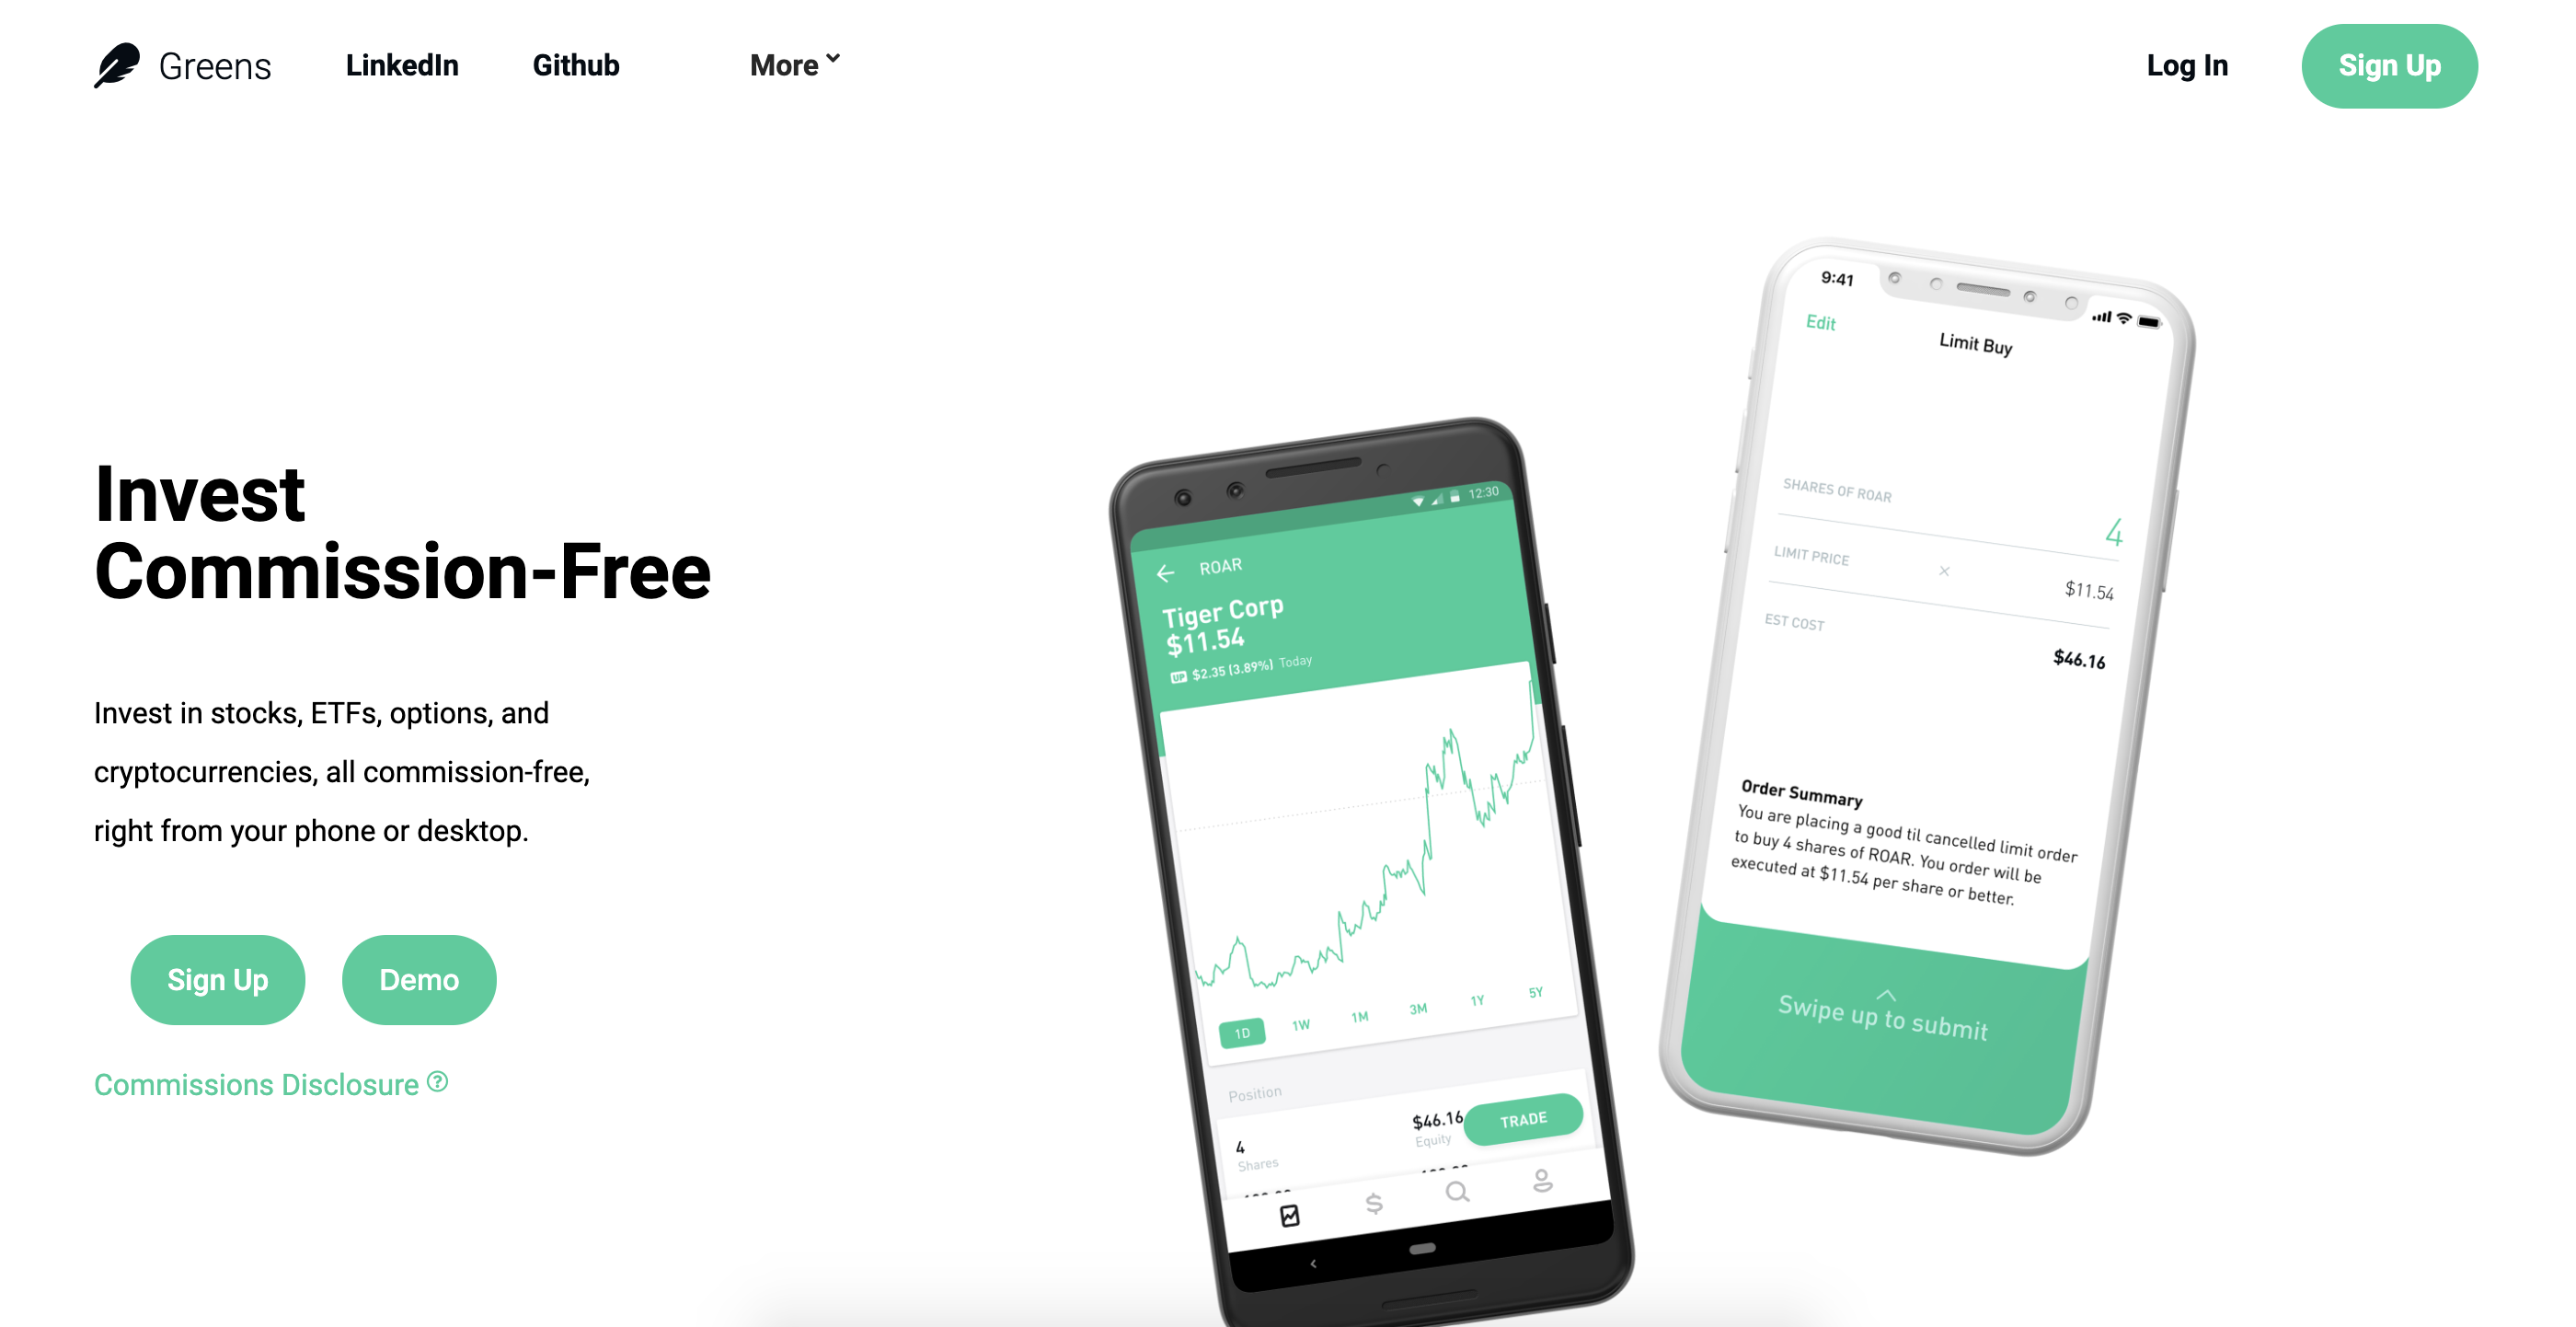 Greens
LinkedIn
Github
More
Log In
Sign Up
Invest
Commission-Free
Invest in stocks, ETFs, options, and
cryptocurrencies, all commission-free,
right from your phone or desktop.
Sign Up
Demo
Commissions Disclosure
12:30
ROAR
Tiger Corp
$11.54
UP $2.35 (3.89%) Today
1D 1W 1M 3M 1Y 5Y
Position
4
Shares
$46.16
Equity
TRADE
9:41
Edit
Limit Buy
SHARES OF ROAR
4
LIMIT PRICE
×
$11.54
EST COST
$46.16
Order Summary
You are placing a good til cancelled limit order
to buy 4 shares of ROAR. You order will be
executed at $11.54 per share or better.
Swipe up to submit